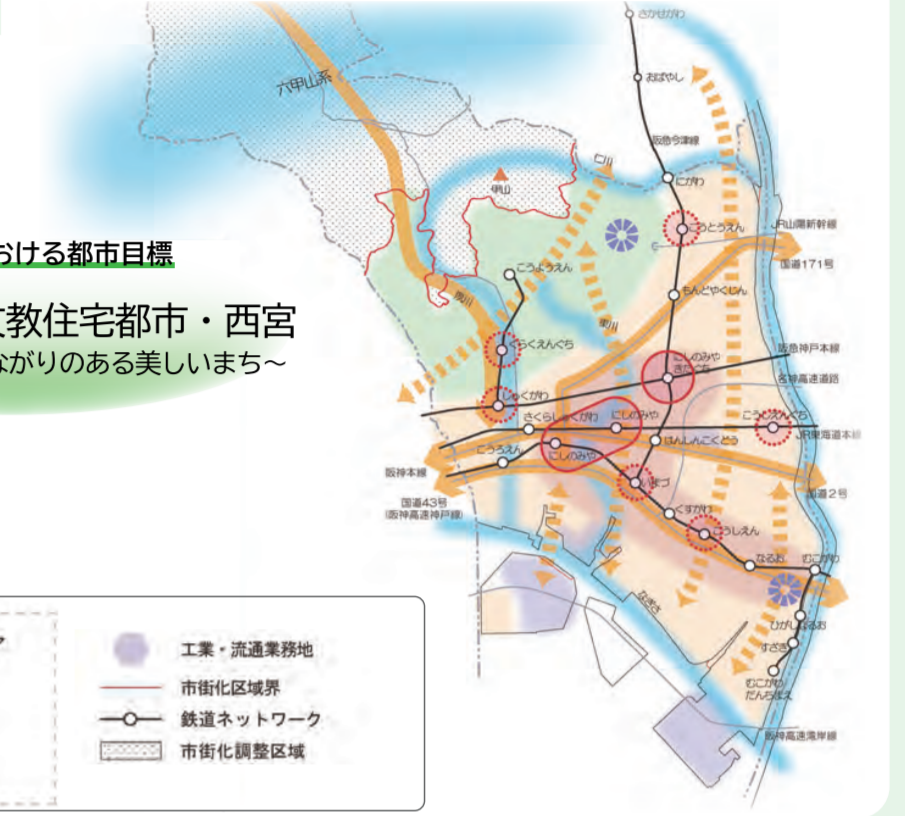 さかせがわ
おばやし
六甲山系
阪急今津線
仁川
にがわ
甲山
こうとうえん
JR山陽新幹線
おける都市目標
国道171号
こうようえん
夙川
もんどやくじん
文教住宅都市・西宮
東川
ながりのある美しいまち～
くらくえんぐち
阪急神戸本線
にしのみや
きたぐち
名神高速道路
しゅくがわ
さくらしゅくがわ
にしのみや
こうしえんぐち
JR東海道本線
はんしんこくどう
こうろえん
にしのみや
阪神本線
いまづ
国道2号
国道43号
(阪神高速神戸線)
くすがわ
こうしえん
なるお
むこがわ
なぎさ
ひがしなるお
すざき
むこがわ
だんちまえ
阪神高速湾岸線
工業・流通業務地
市街化区域界
鉄道ネットワーク
市街化調整区域